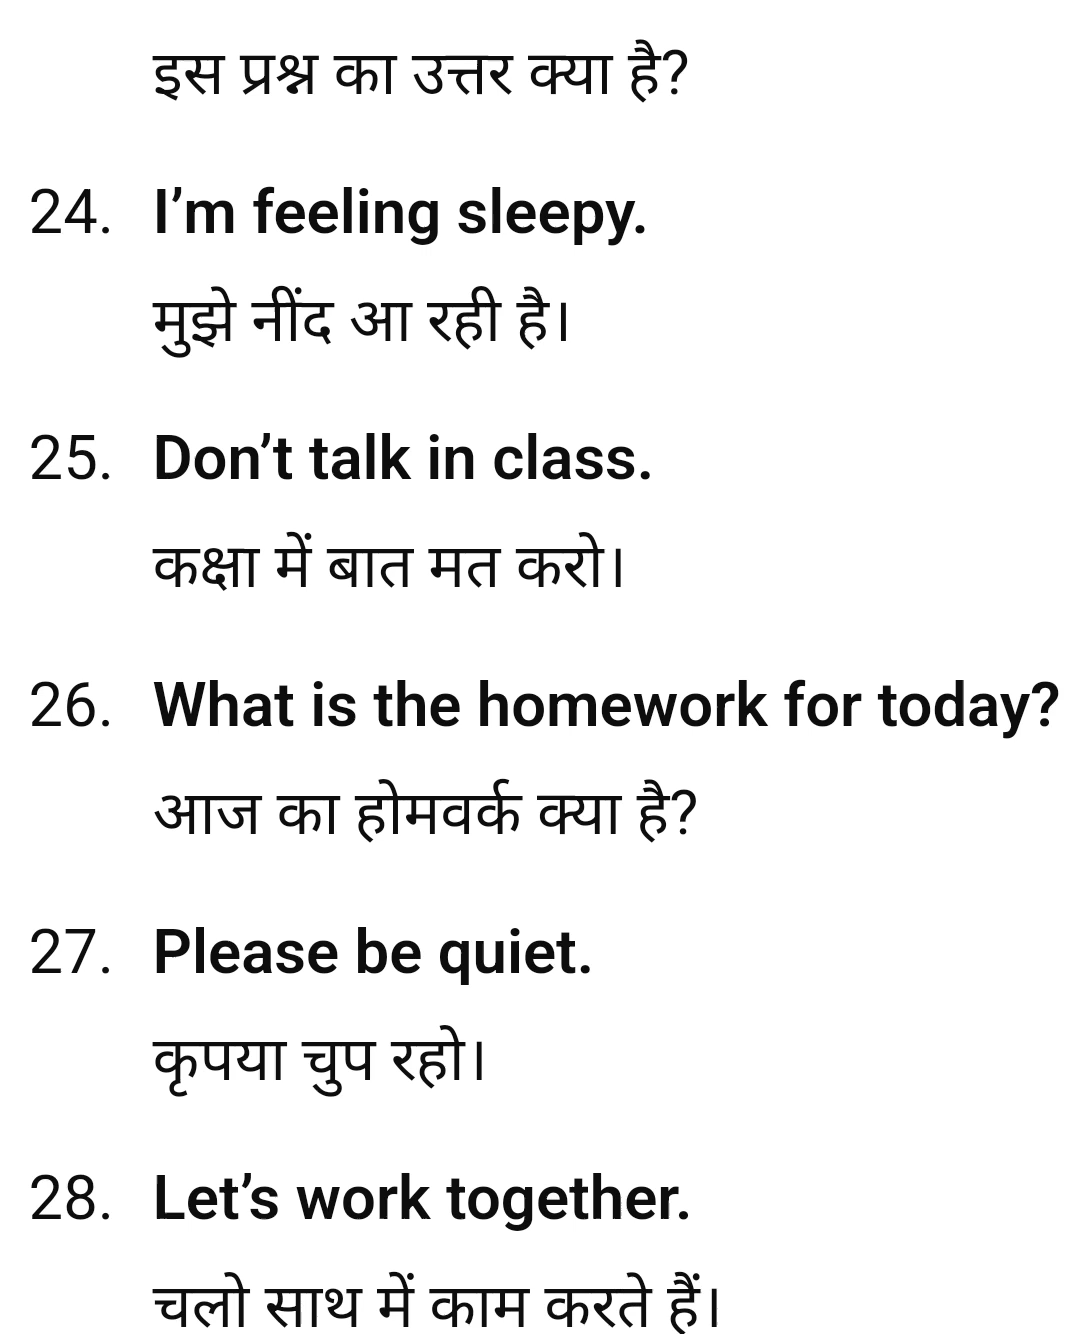 इस प्रश्न का उत्तर क्या है?
24. I’m feeling sleepy.
मुझे नींद आ रही है।
25. Don’t talk in class.
कक्षा में बात मत करो।
26. What is the homework for today?
आज का होमवर्क क्या है?
27. Please be quiet.
कृपया चुप रहो।
28. Let’s work together.
चलो साथ में काम करते हैं।